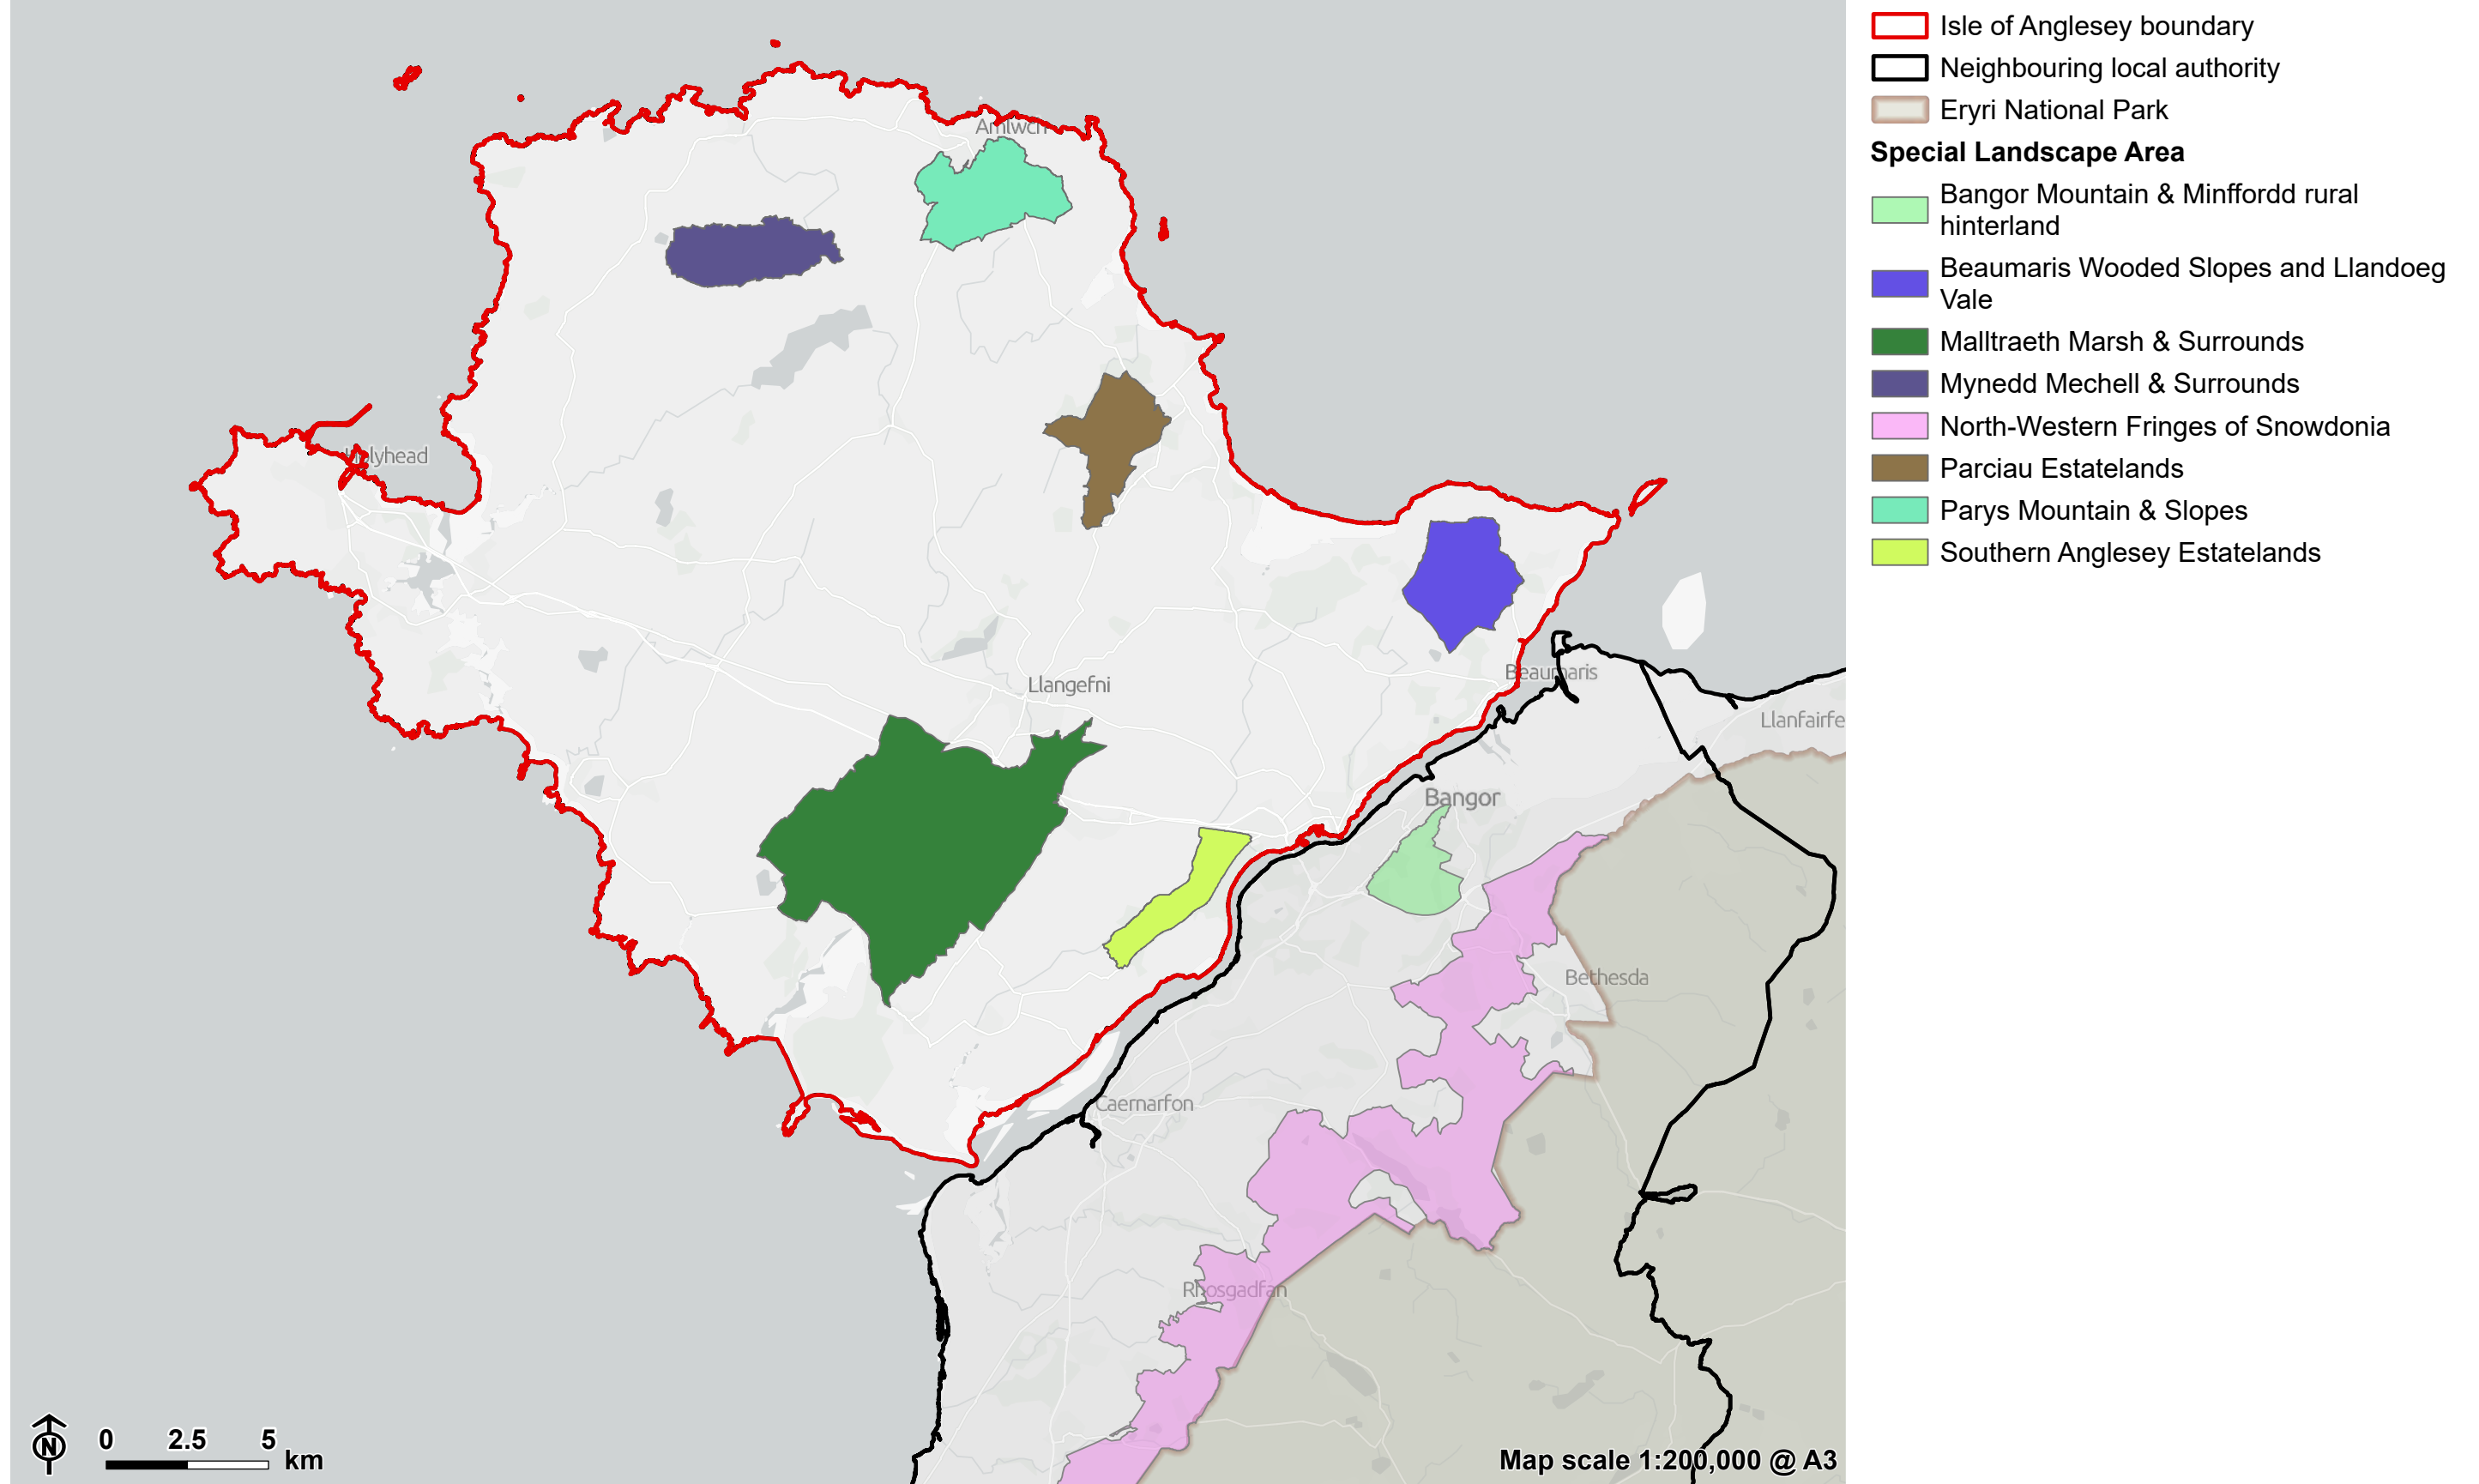 Isle of Anglesey boundary
Neighbouring local authority
Eryri National Park
Special Landscape Area
Bangor Mountain & Minffordd rural
hinterland
Beaumaris Wooded Slopes and Llandoeg
Vale
Malltraeth Marsh & Surrounds
Mynedd Mechell & Surrounds
North-Western Fringes of Snowdonia
Parciau Estatelands
Parys Mountain & Slopes
Southern Anglesey Estatelands
Amlwch
Holyhead
Llangefni
Beaumaris
Llanfairfe
Bangor
Bethesda
Caernarfon
Rhosgadfan
N
0 2.5 5
km
Map scale 1:200,000 @ A3